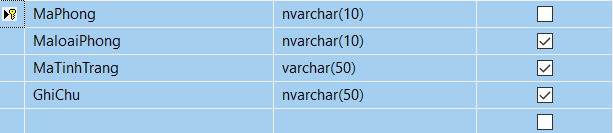 MaPhong nvarchar(10)
MaloaiPhong nvarchar(10)
MaTinhTrang varchar(50)
GhiChu nvarchar(50)